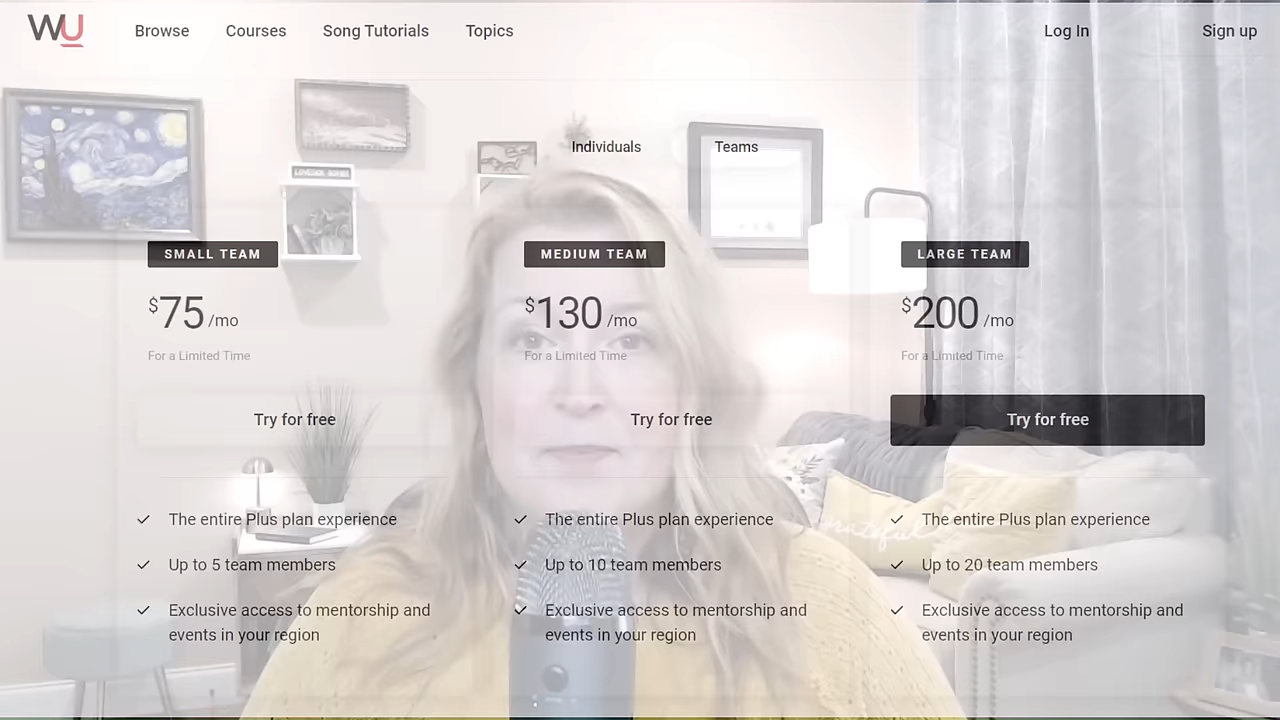 WU Browse Courses Song Tutorials Topics Log In Sign up
Individuals Teams
SMALL TEAM MEDIUM TEAM LARGE TEAM
$75 /mo $130 /mo $200 /mo
For a Limited Time For a Limited Time For a Limited Time
Try for free Try for free Try for free
The entire Plus plan experience The entire Plus plan experience The entire Plus plan experience
Up to 5 team members Up to 10 team members Up to 20 team members
Exclusive access to mentorship and Exclusive access to mentorship and Exclusive access to mentorship and
events in your region events in your region events in your region
grateful